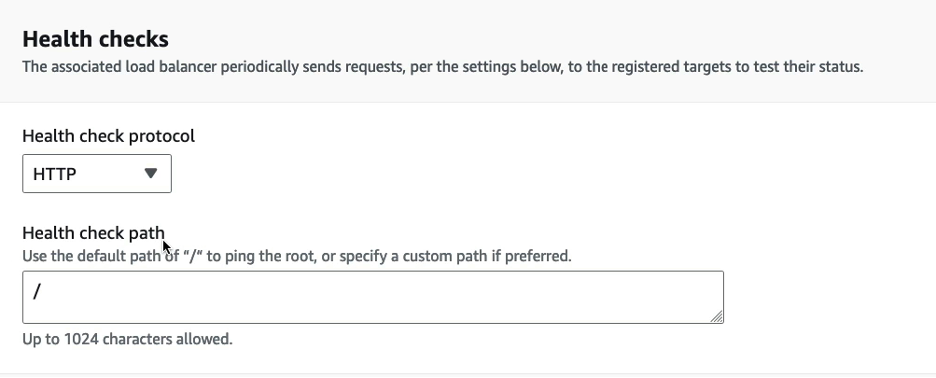 Health checks
The associated load balancer periodically sends requests, per the settings below, to the registered targets to test their status.
Health check protocol
HTTP
Health check path
Use the default path of "/" to ping the root, or specify a custom path if preferred.
/
Up to 1024 characters allowed.